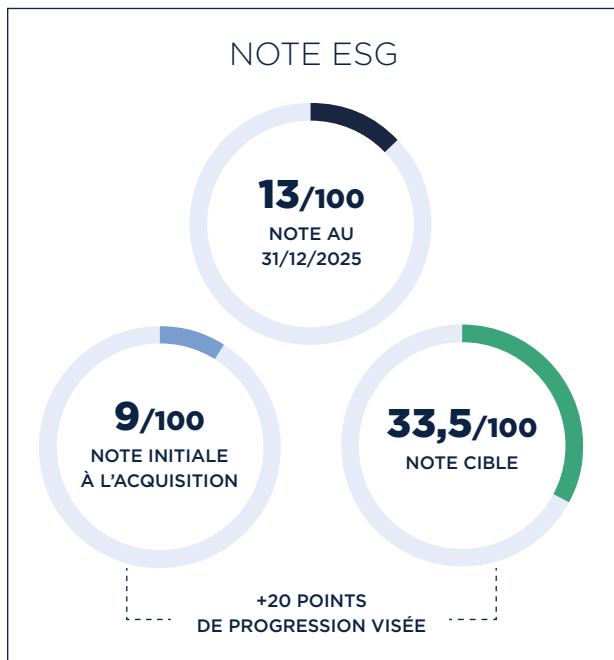 NOTE ESG
13/100
NOTE AU
31/12/2025
9/100
NOTE INITIALE
À L’ACQUISITION
33,5/100
NOTE CIBLE
+20 POINTS
DE PROGRESSION VISÉE